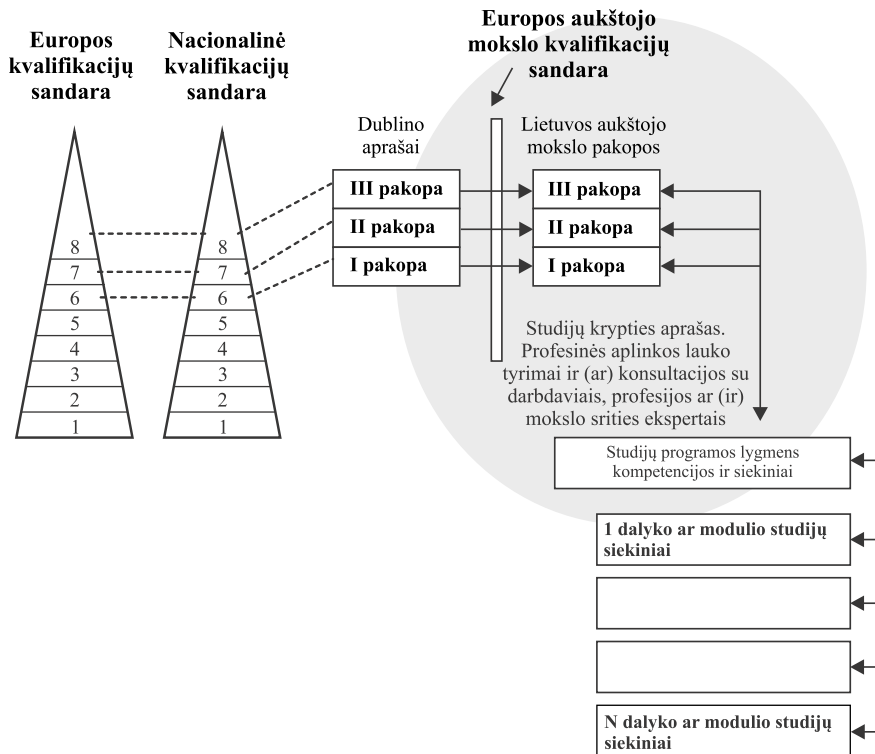 Europos
kvalifikacijų
sandara
Nacionalinė
kvalifikacijų
sandara
Europos aukštojo
mokslo kvalifikacijų
sandara
Dublino
aprašai
Lietuvos aukštojo
mokslo pakopos
III pakopa
II pakopa
I pakopa
III pakopa
II pakopa
I pakopa
8
7
6
5
4
3
2
1
8
7
6
5
4
3
2
1
Studijų krypties aprašas.
Profesinės aplinkos lauko
tyrimai ir (ar) konsultacijos su
darbdaviais, profesijos ar (ir)
mokslo srities ekspertais
Studijų programos lygmens
kompetencijos ir siekiniai
1 dalyko ar modulio studijų
siekiniai
N dalyko ar modulio studijų
siekiniai